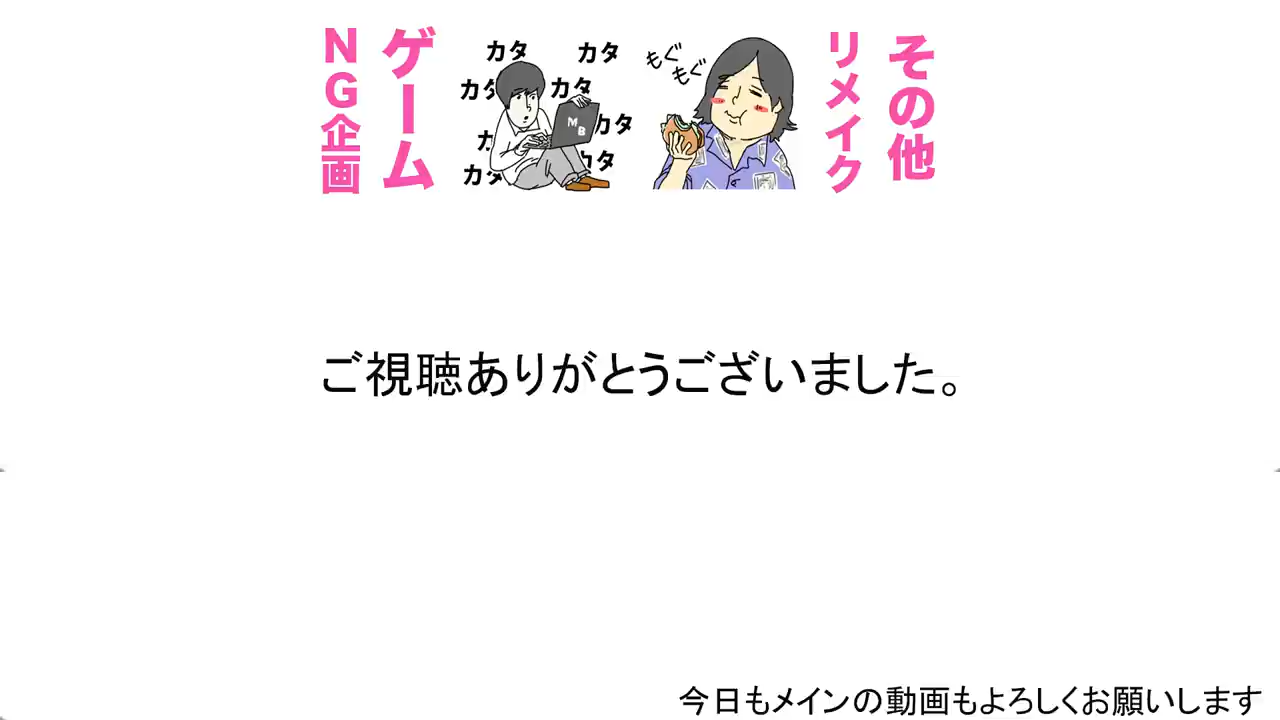 ゲーム
NG企画
カタ
カタ
カタ
カタ
カタ
カタ
カタ
カタ
MB
もぐ
もぐ
その他
リメイク
ご視聴ありがとうございました。
今日もメインの動画もよろしくお願いします